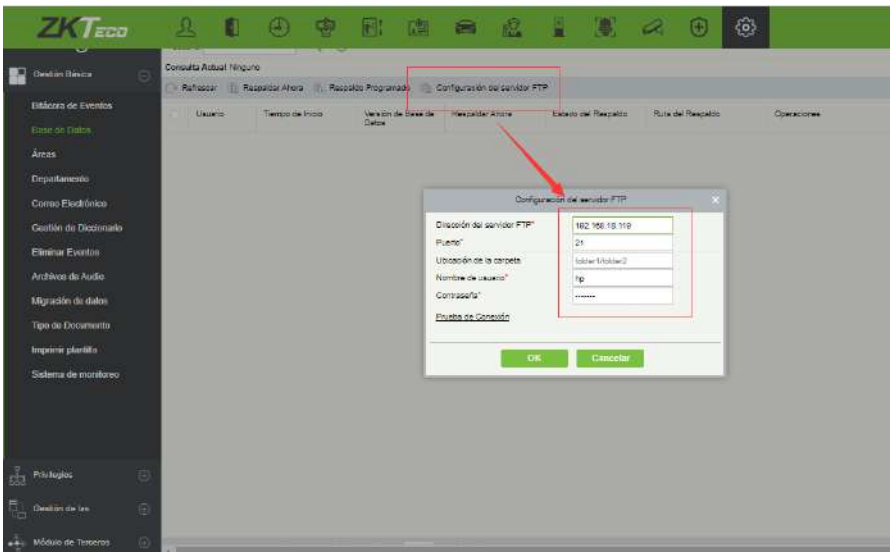 ZKTeco
Gestión Básica
Consulta Actual Ninguno
Refrescar Respaldar Ahora Respaldo Programado Configuración del servidor FTP
Usuario Tiempo de Inicio Versión de Base de Datos Respaldar Ahora Estado del Respaldo Ruta del Respaldo Operaciones
Bitácora de Eventos
Base de Datos
Áreas
Departamento
Correo Electrónico
Gestión de Diccionario
Eliminar Eventos
Archivos de Audio
Migración de datos
Tipo de Documento
Imprimir plantilla
Sistema de monitoreo
Privilegios
Gestión de las
Módulo de Terceros
Configuración del servidor FTP
Dirección del servidor FTP* 192.168.18.119
Puerto* 21
Ubicación de la carpeta folder1/folder2
Nombre de usuario* hp
Contraseña* •••••••
Prueba de Conexión
OK Cancelar